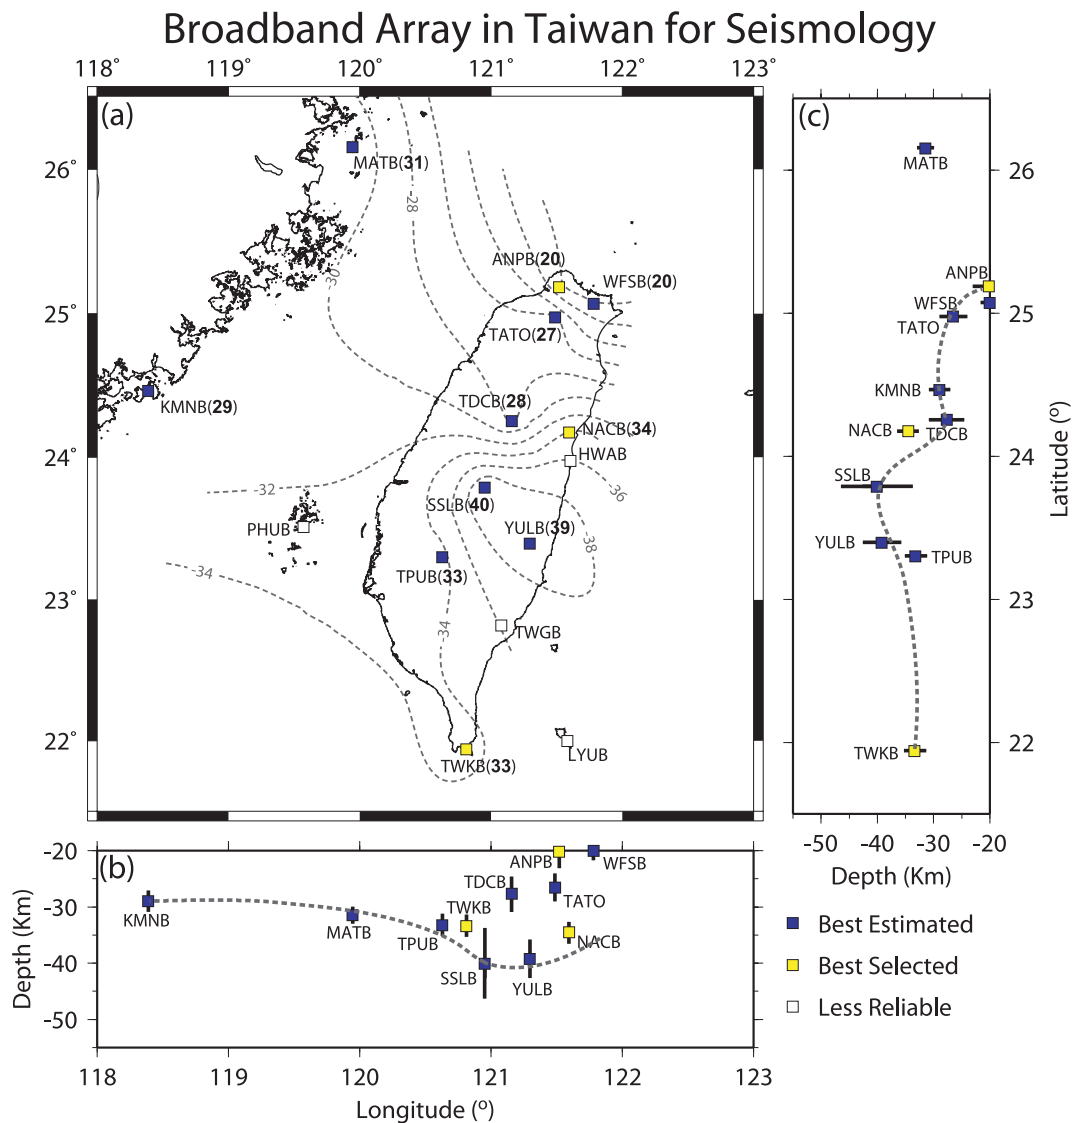 Broadband Array in Taiwan for Seismology
118˚ 119˚ 120˚ 121˚ 122˚ 123˚
(a)
26˚
25˚
24˚
23˚
22˚
MATB(31)
-28
-30
ANPB(20)
WFSB(20)
TATO(27)
KMNB(29)
TDCB(28)
NACB(34)
HWAB
-32
-36
SSLB(40)
PHUB
YULB(39)
-38
TPUB(33)
-34
-34
TWGB
LYUB
TWKB(33)
(c)
MATB
26
ANPB
WFSB
25
TATO
KMNB
NACB
TDCB
24
SSLB
YULB
TPUB
23
22
TWKB
Latitude (º)
-50 -40 -30 -20
Depth (Km)
(b)
-20
-30
-40
-50
Depth (Km)
KMNB
MATB
TPUB
TWKB
SSLB
TDCB
ANPB
WFSB
TATO
NACB
YULB
118 119 120 121 122 123
Longitude (º)
Best Estimated
Best Selected
Less Reliable